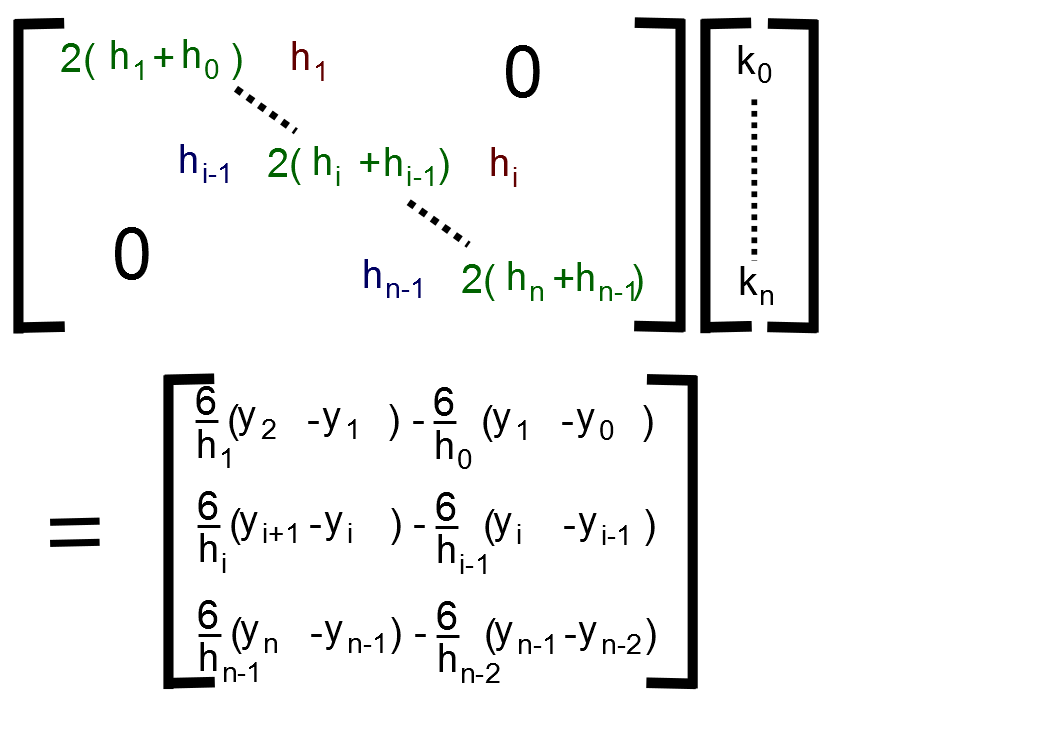 2( h₁ + h₀ ) h₁ 0 k₀
hᵢ₋₁ 2( hᵢ + hᵢ₋₁) hᵢ
0 hₙ₋₁ 2( hₙ + hₙ₋₁) kₙ
6/h₁ (y₂ - y₁ ) - 6/h₀ (y₁ - y₀ )
= 6/hᵢ (yᵢ₊₁ - yᵢ ) - 6/hᵢ₋₁ (yᵢ - yᵢ₋₁ )
6/hₙ₋₁ (yₙ - yₙ₋₁) - 6/hₙ₋₂ (yₙ₋₁ - yₙ₋₂)